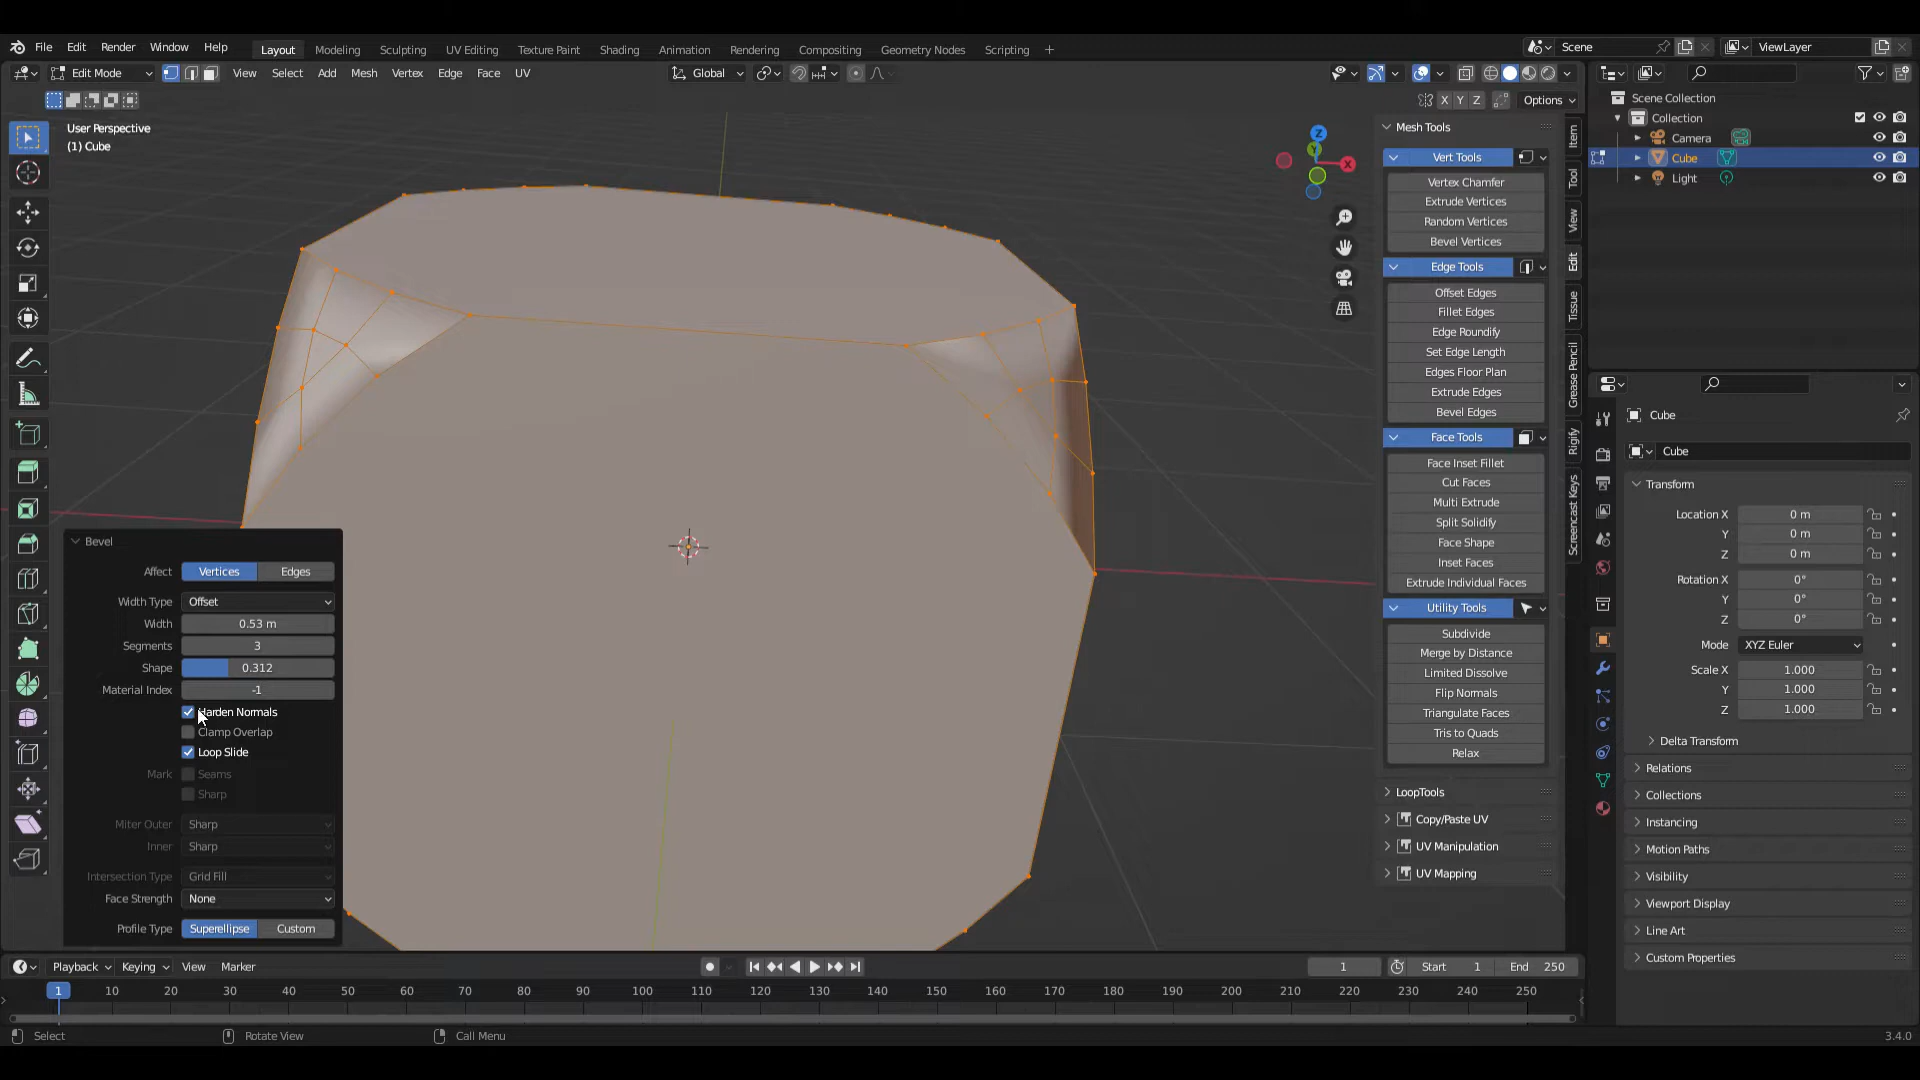 File Edit Render Window Help Layout Modeling Sculpting UV Editing Texture Paint Shading Animation Rendering Compositing Geometry Nodes Scripting + Scene ViewLayer
Edit Mode View Select Add Mesh Vertex Edge Face UV Global
X Y Z Options
User Perspective
(1) Cube
Z
Y
X
Mesh Tools
Vert Tools
Vertex Chamfer
Extrude Vertices
Random Vertices
Bevel Vertices
Edge Tools
Offset Edges
Fillet Edges
Edge Roundify
Set Edge Length
Edges Floor Plan
Extrude Edges
Bevel Edges
Face Tools
Face Inset Fillet
Cut Faces
Multi Extrude
Split Solidify
Face Shape
Inset Faces
Extrude Individual Faces
Utility Tools
Subdivide
Merge by Distance
Limited Dissolve
Flip Normals
Triangulate Faces
Tris to Quads
Relax
LoopTools
Copy/Paste UV
UV Manipulation
UV Mapping
Item
Tool
View
Edit
Tissue
Grease Pencil
Rigify
Screencast Keys
Scene Collection
Collection
Camera
Cube
Light
Cube
Cube
Transform
Location X 0 m
Y 0 m
Z 0 m
Rotation X 0°
Y 0°
Z 0°
Mode XYZ Euler
Scale X 1.000
Y 1.000
Z 1.000
Delta Transform
Relations
Collections
Instancing
Motion Paths
Visibility
Viewport Display
Line Art
Custom Properties
Bevel
Affect Vertices Edges
Width Type Offset
Width 0.53 m
Segments 3
Shape 0.312
Material Index -1
Harden Normals
Clamp Overlap
Loop Slide
Mark Seams
Sharp
Miter Outer Sharp
Inner Sharp
Intersection Type Grid Fill
Face Strength None
Profile Type Superellipse Custom
Playback Keying View Marker 1 Start 1 End 250
1 10 20 30 40 50 60 70 80 90 100 110 120 130 140 150 160 170 180 190 200 210 220 230 240 250
Select Rotate View Call Menu 3.4.0